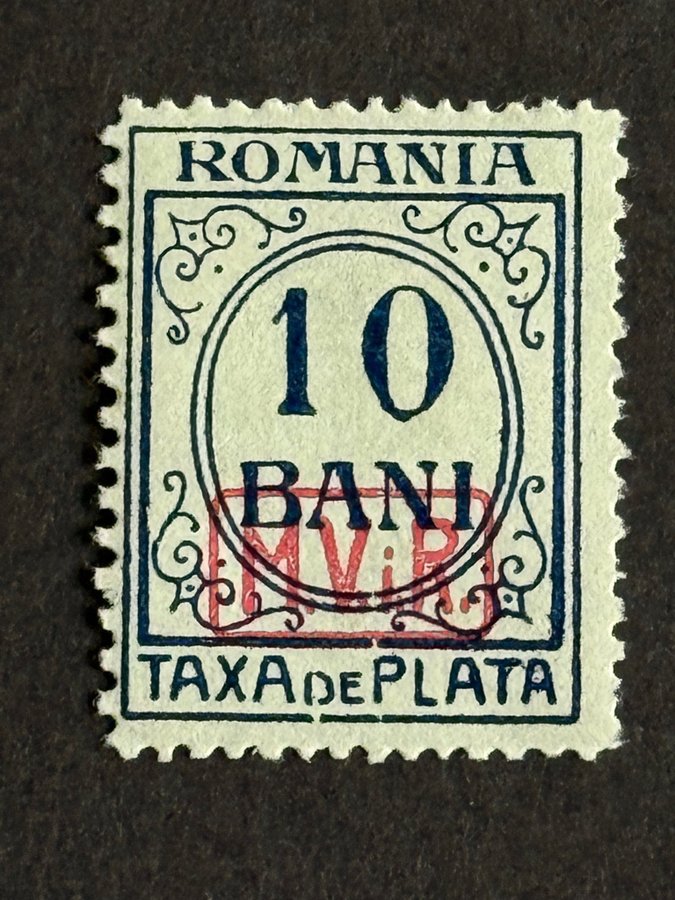 ROMANIA
10
BANI
M.V.i.R.
TAXA DE PLATA